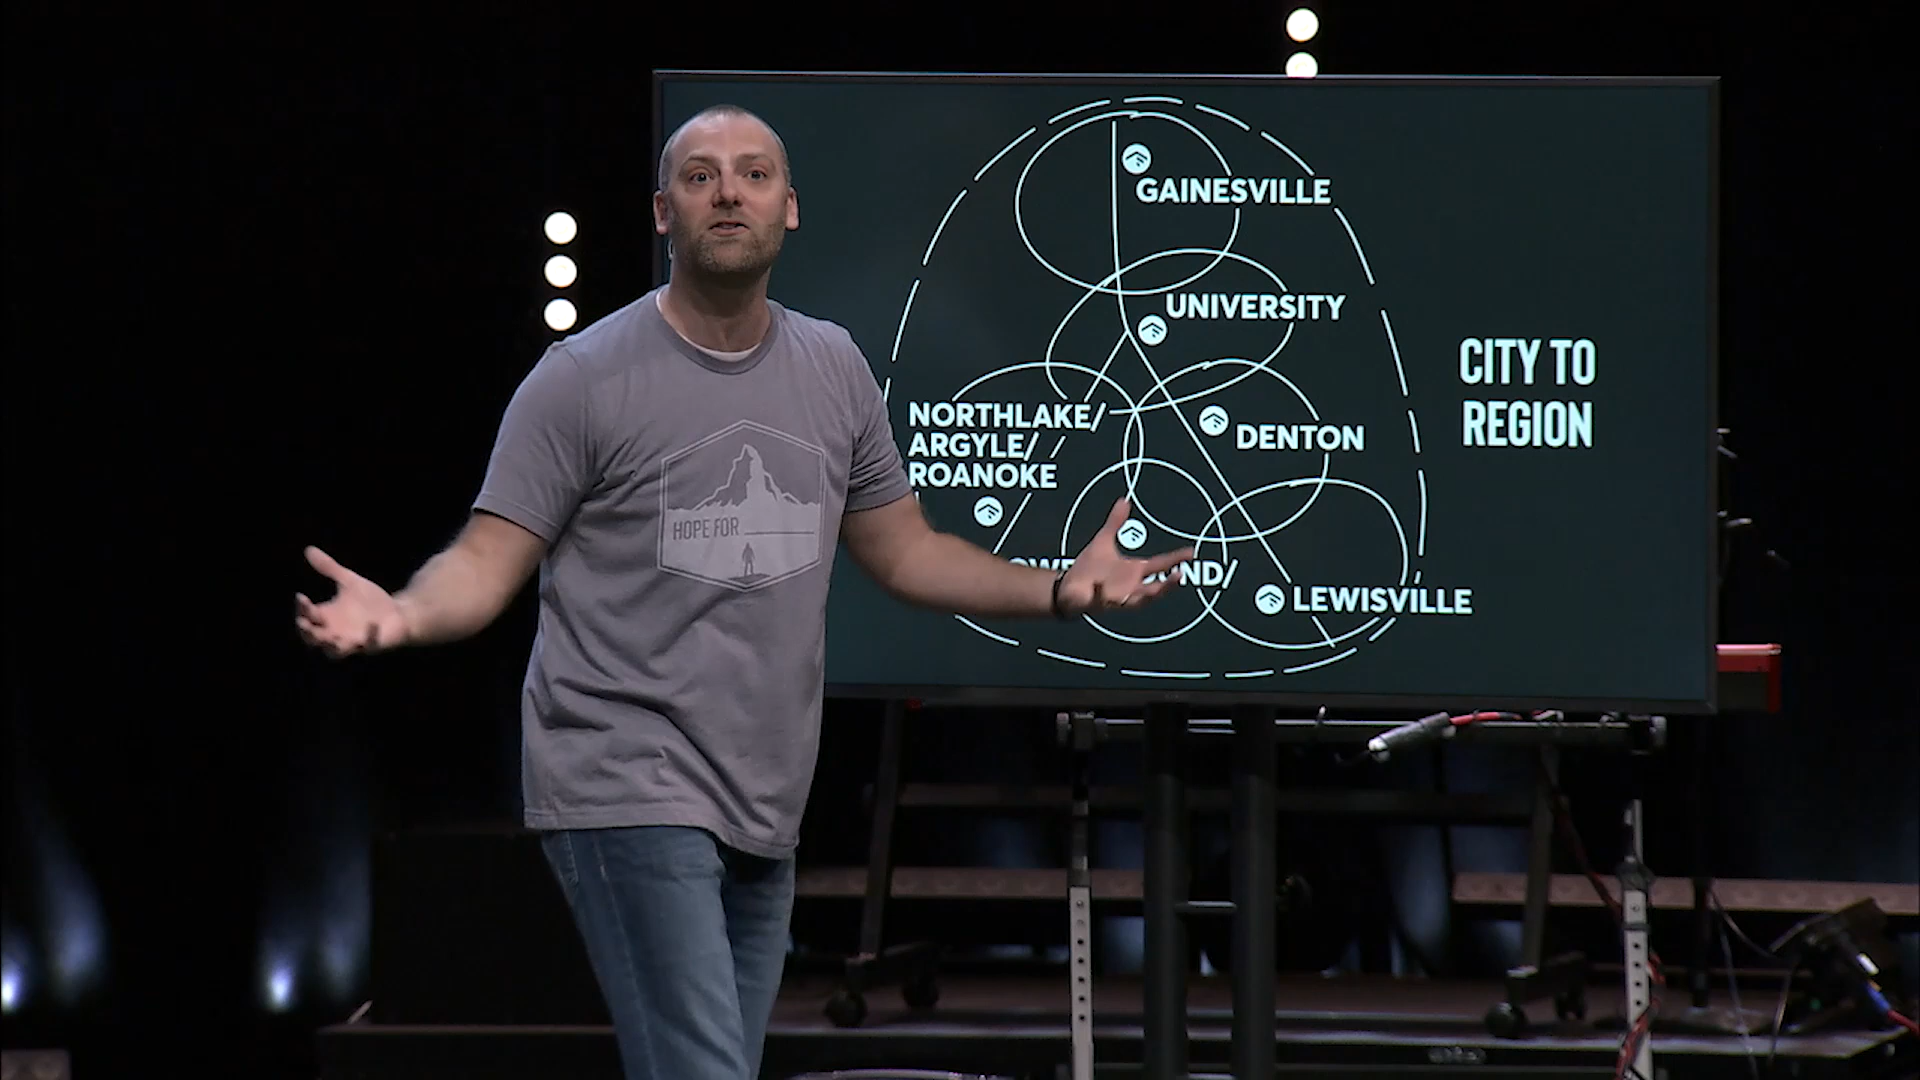 GAINESVILLE
UNIVERSITY
NORTHLAKE/
ARGYLE/
ROANOKE
DENTON
LEWISVILLE
CITY TO
REGION
HOPE FOR